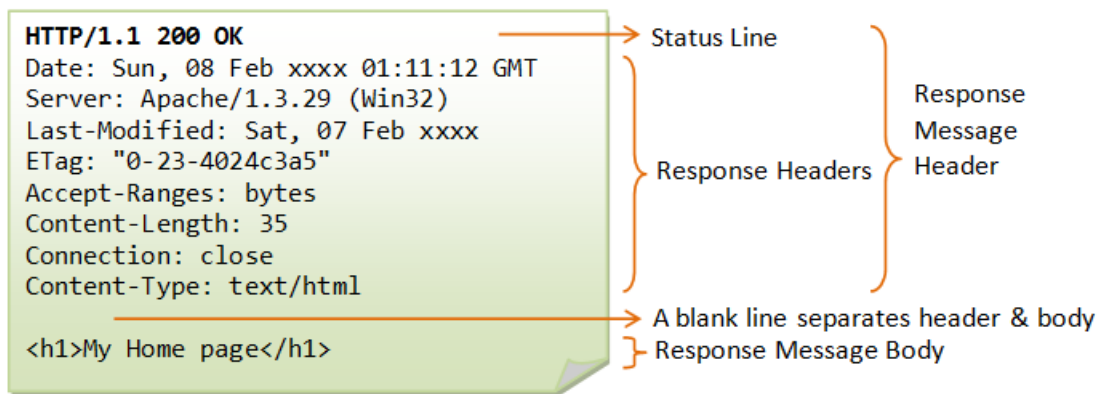 HTTP/1.1 200 OK
Date: Sun, 08 Feb xxxx 01:11:12 GMT
Server: Apache/1.3.29 (Win32)
Last-Modified: Sat, 07 Feb xxxx
ETag: "0-23-4024c3a5"
Accept-Ranges: bytes
Content-Length: 35
Connection: close
Content-Type: text/html
<h1>My Home page</h1>
Status Line
Response Headers
Response
Message
Header
A blank line separates header & body
Response Message Body